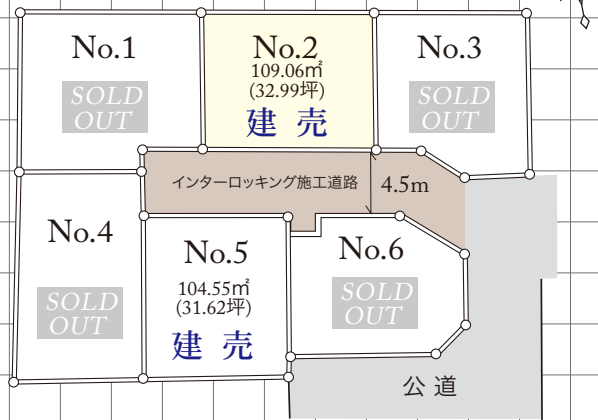 No.1
SOLD
OUT
No.2
109.06㎡
(32.99坪)
建 売
No.3
SOLD
OUT
インターロッキング施工道路
4.5m
No.4
SOLD
OUT
No.5
104.55㎡
(31.62坪)
建 売
No.6
SOLD
OUT
公 道